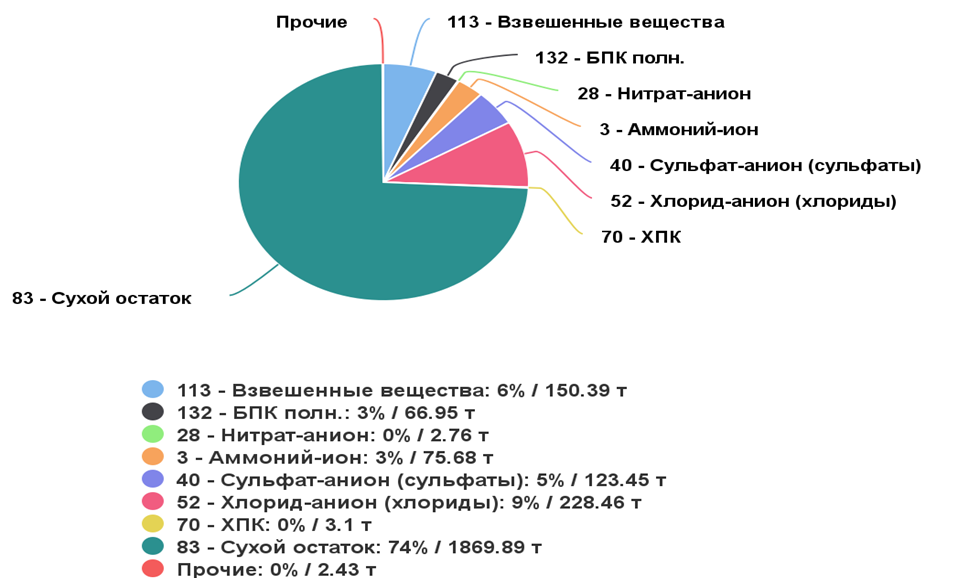 Прочие
113 - Взвешенные вещества
132 - БПК полн.
28 - Нитрат-анион
3 - Аммоний-ион
40 - Сульфат-анион (сульфаты)
52 - Хлорид-анион (хлориды)
70 - ХПК
83 - Сухой остаток
113 - Взвешенные вещества: 6% / 150.39 т
132 - БПК полн.: 3% / 66.95 т
28 - Нитрат-анион: 0% / 2.76 т
3 - Аммоний-ион: 3% / 75.68 т
40 - Сульфат-анион (сульфаты): 5% / 123.45 т
52 - Хлорид-анион (хлориды): 9% / 228.46 т
70 - ХПК: 0% / 3.1 т
83 - Сухой остаток: 74% / 1869.89 т
Прочие: 0% / 2.43 т